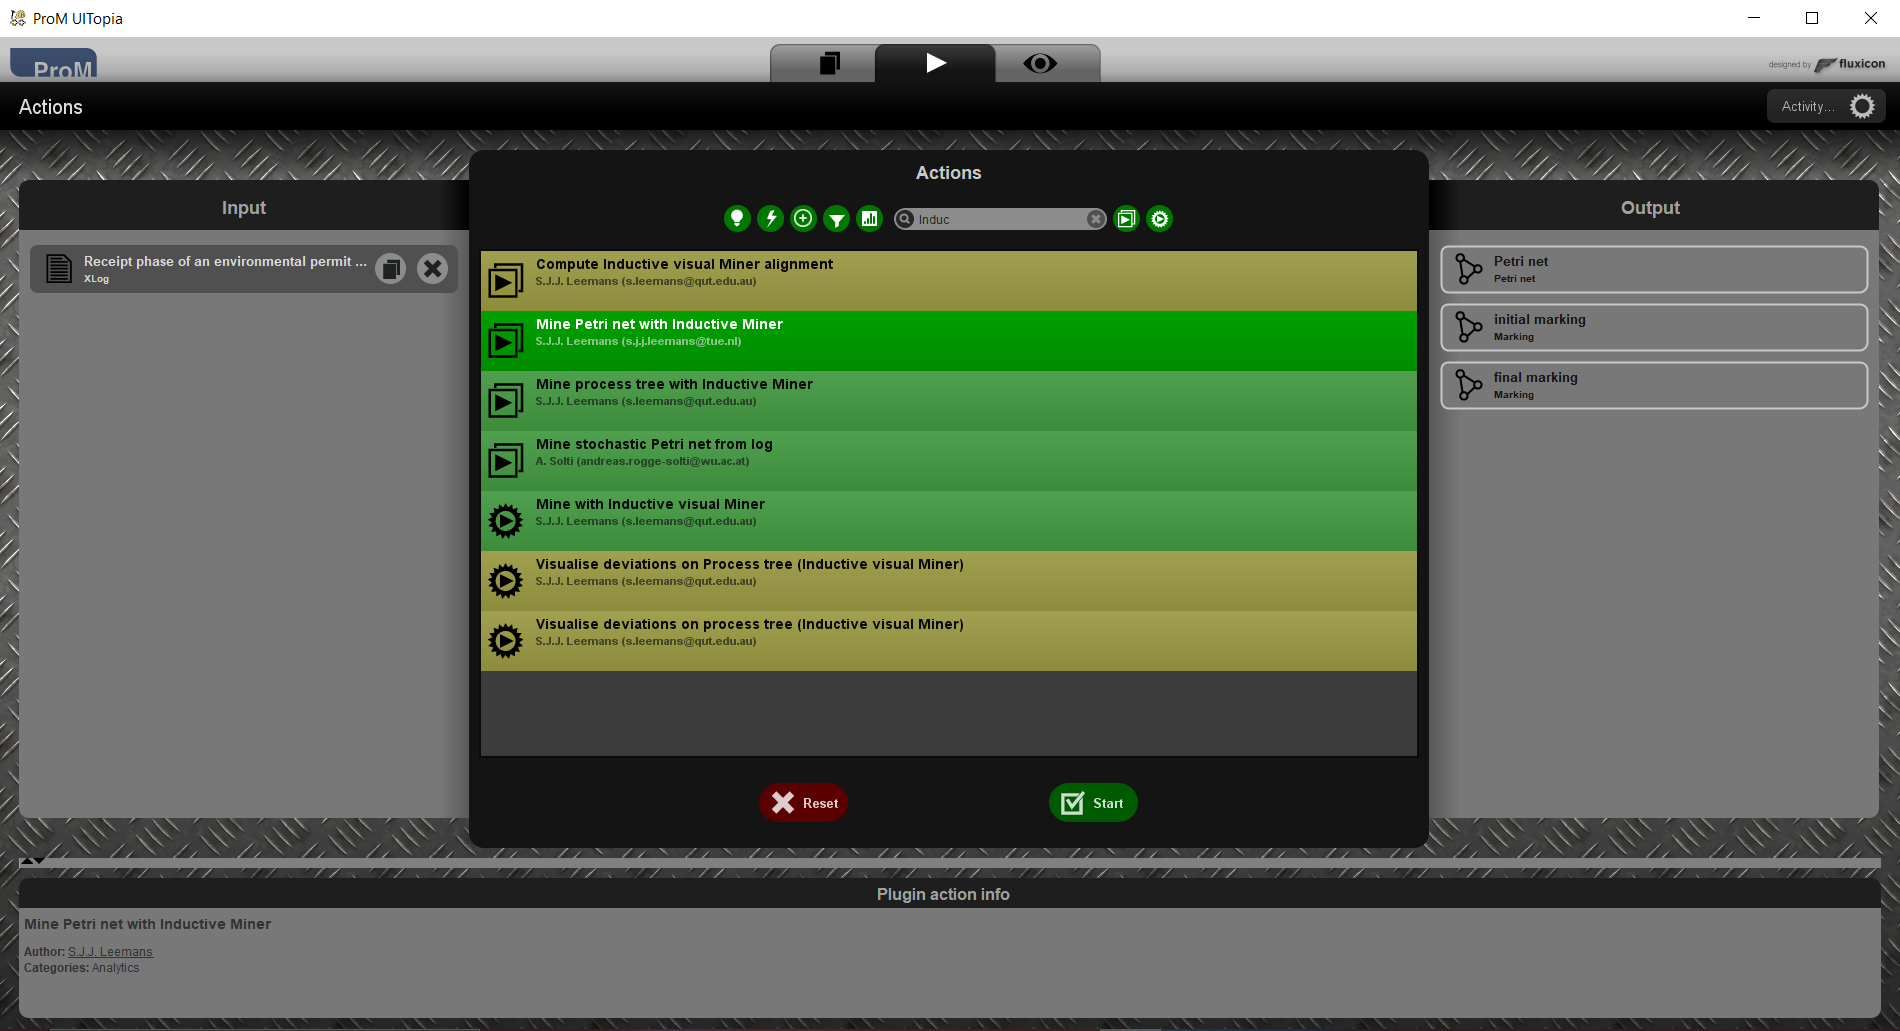 ProM UITopia
ProM
designed by fluxicon
Actions
Activity...
Actions
Input
Induc
Output
Receipt phase of an environmental permit ...
XLog
Compute Inductive visual Miner alignment
S.J.J. Leemans (s.leemans@qut.edu.au)
Mine Petri net with Inductive Miner
S.J.J. Leemans (s.j.j.leemans@tue.nl)
Mine process tree with Inductive Miner
S.J.J. Leemans (s.leemans@qut.edu.au)
Mine stochastic Petri net from log
A. Solti (andreas.rogge-solti@wu.ac.at)
Mine with Inductive visual Miner
S.J.J. Leemans (s.leemans@qut.edu.au)
Visualise deviations on Process tree (Inductive visual Miner)
S.J.J. Leemans (s.leemans@qut.edu.au)
Visualise deviations on process tree (Inductive visual Miner)
S.J.J. Leemans (s.leemans@qut.edu.au)
Petri net
Petri net
initial marking
Marking
final marking
Marking
Reset
Start
Plugin action info
Mine Petri net with Inductive Miner
Author: S.J.J. Leemans
Categories: Analytics